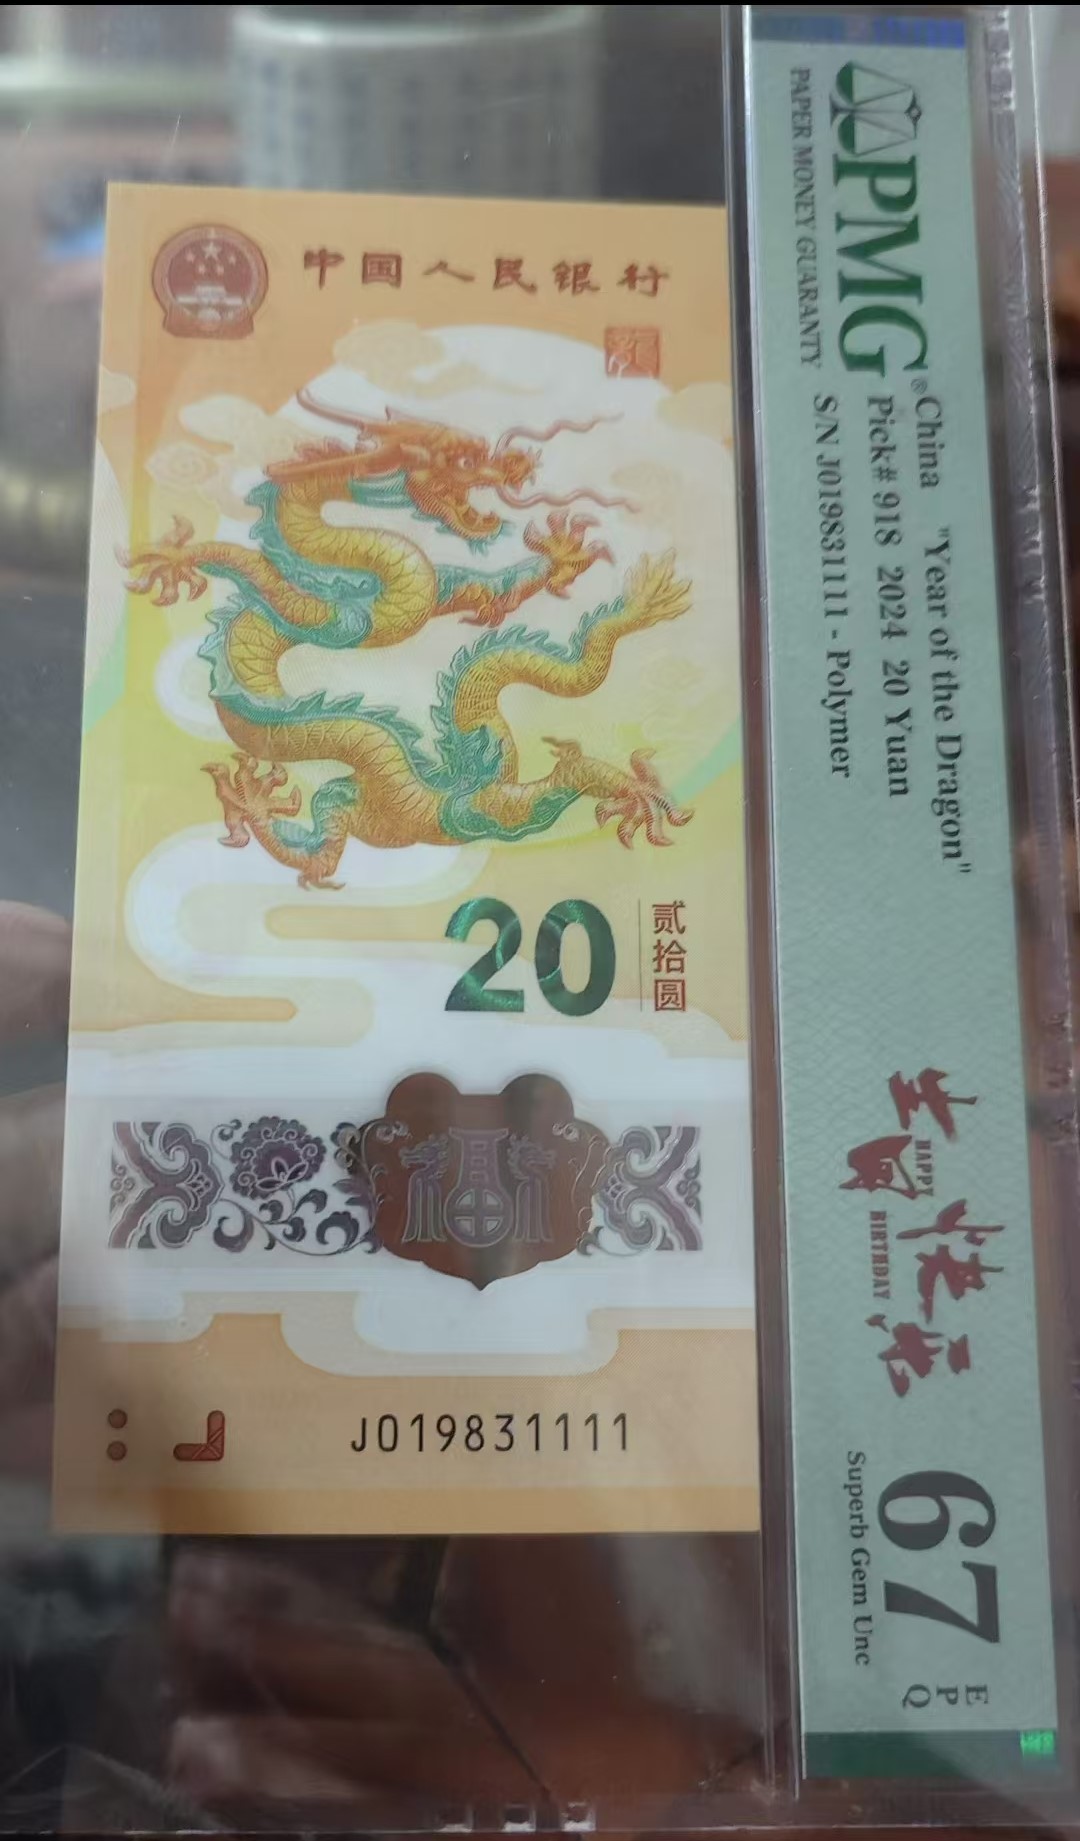 中国人民银行
20
贰拾圆
福
J019831111
PMG®
PAPER MONEY GUARANTY
China "Year of the Dragon"
Pick# 918 2024 20 Yuan
S/N J019831111 - Polymer
生日快乐
HAPPY
BIRTHDAY
67
EPQ
Superb Gem Unc